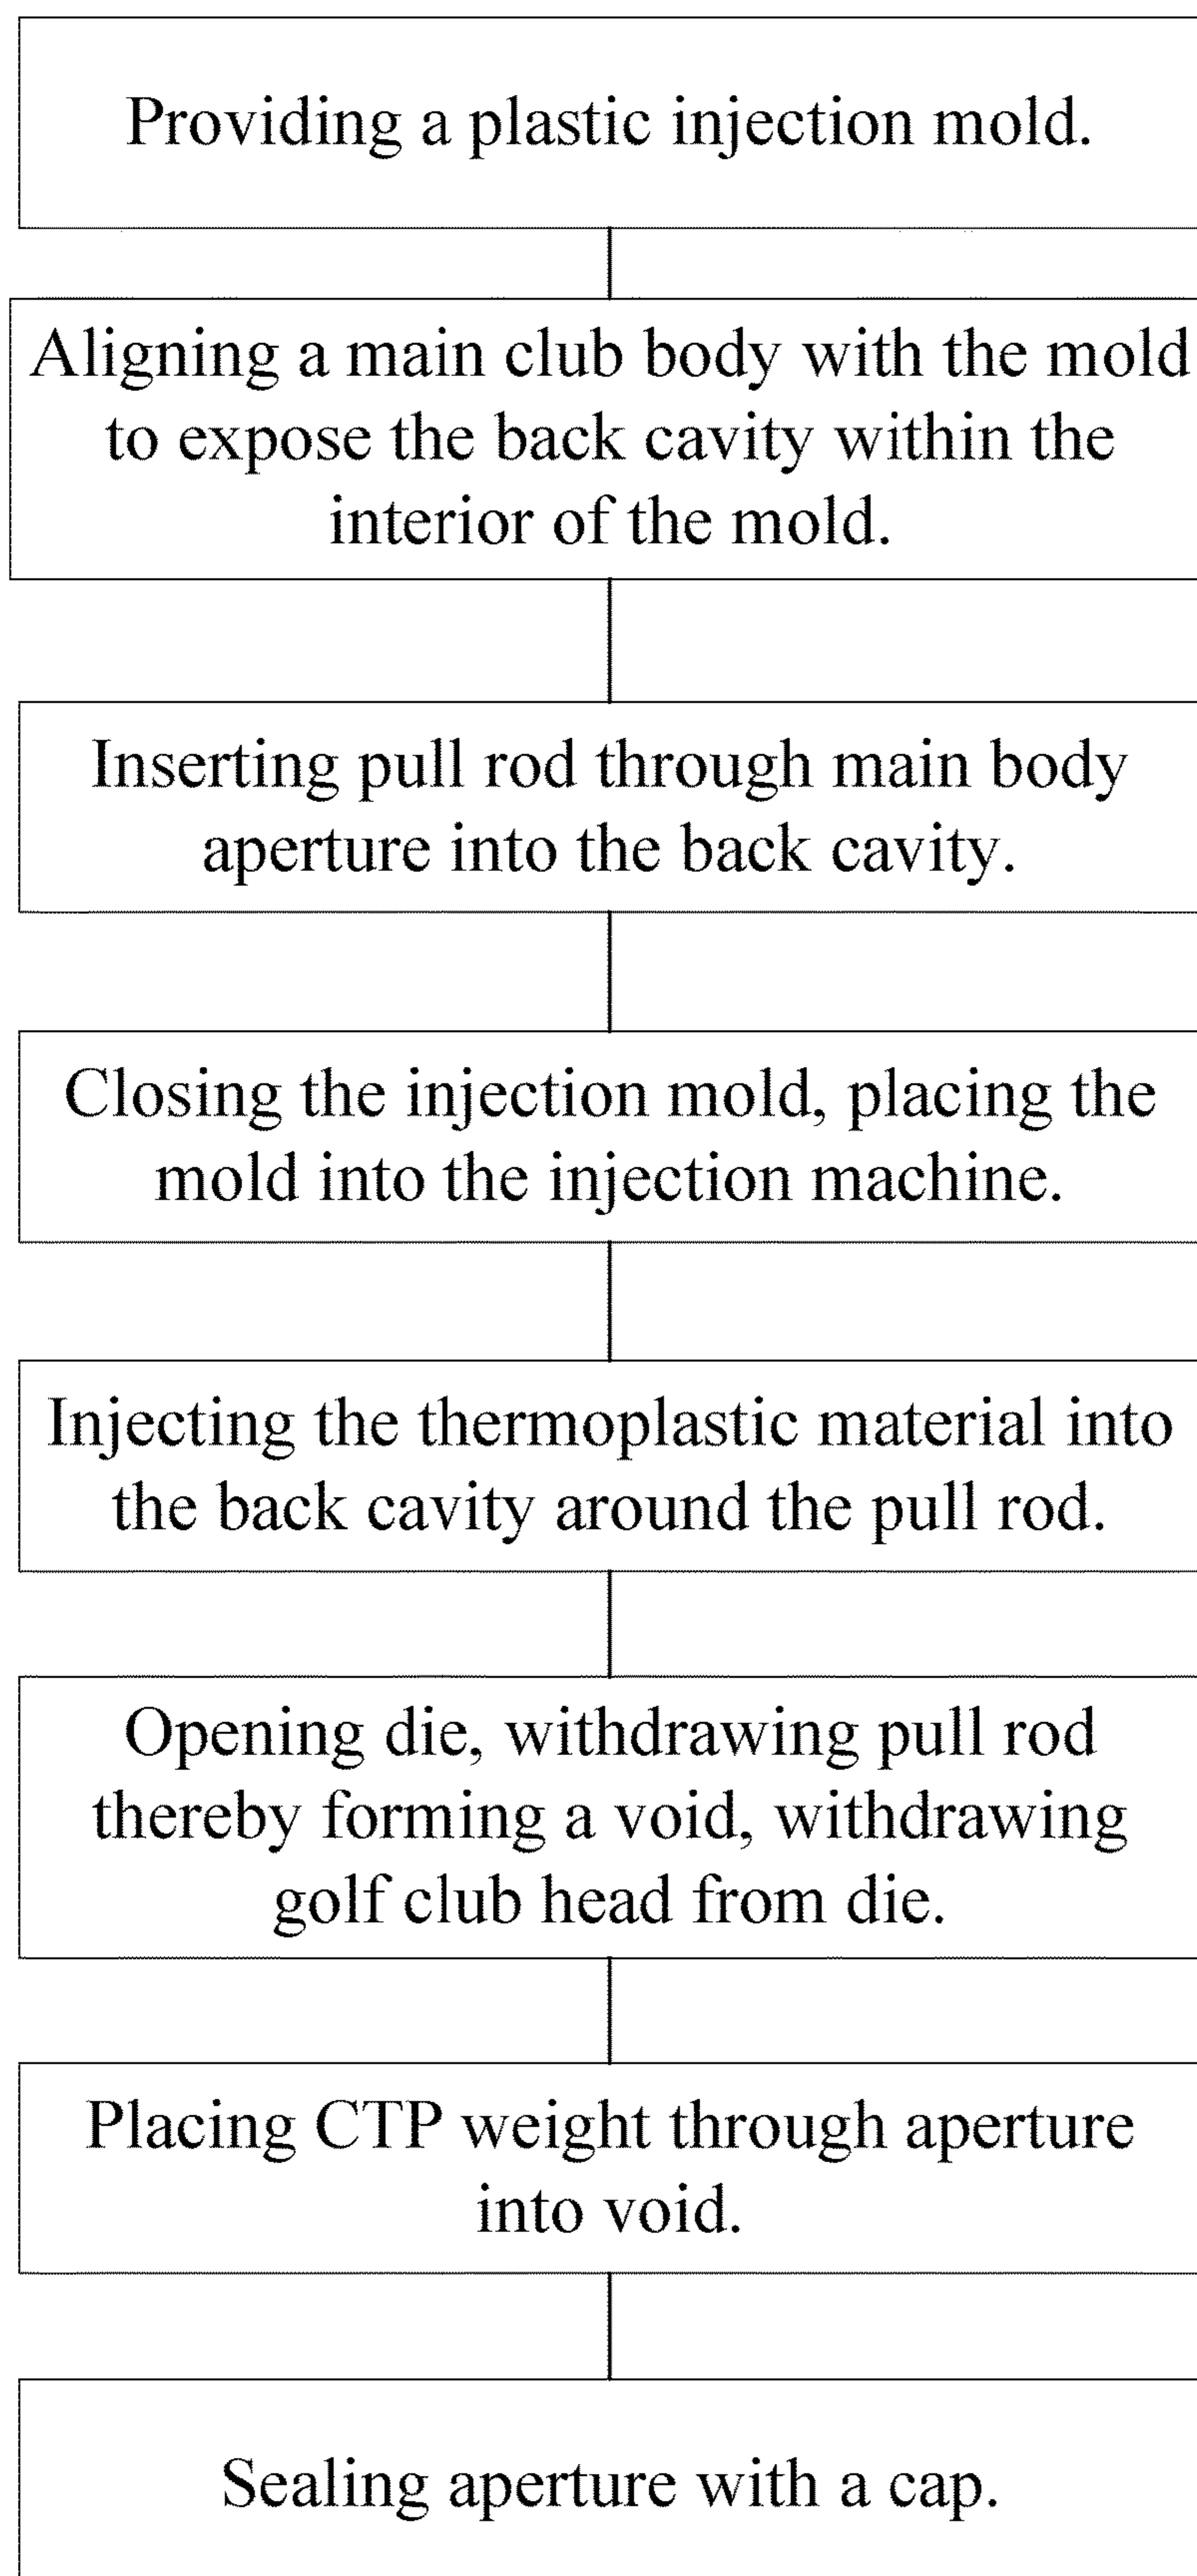 Providing a plastic injection mold.
Aligning a main club body with the mold
to expose the back cavity within the
interior of the mold.
Inserting pull rod through main body
aperture into the back cavity.
Closing the injection mold, placing the
mold into the injection machine.
Injecting the thermoplastic material into
the back cavity around the pull rod.
Opening die, withdrawing pull rod
thereby forming a void, withdrawing
golf club head from die.
Placing CTP weight through aperture
into void.
Sealing aperture with a cap.